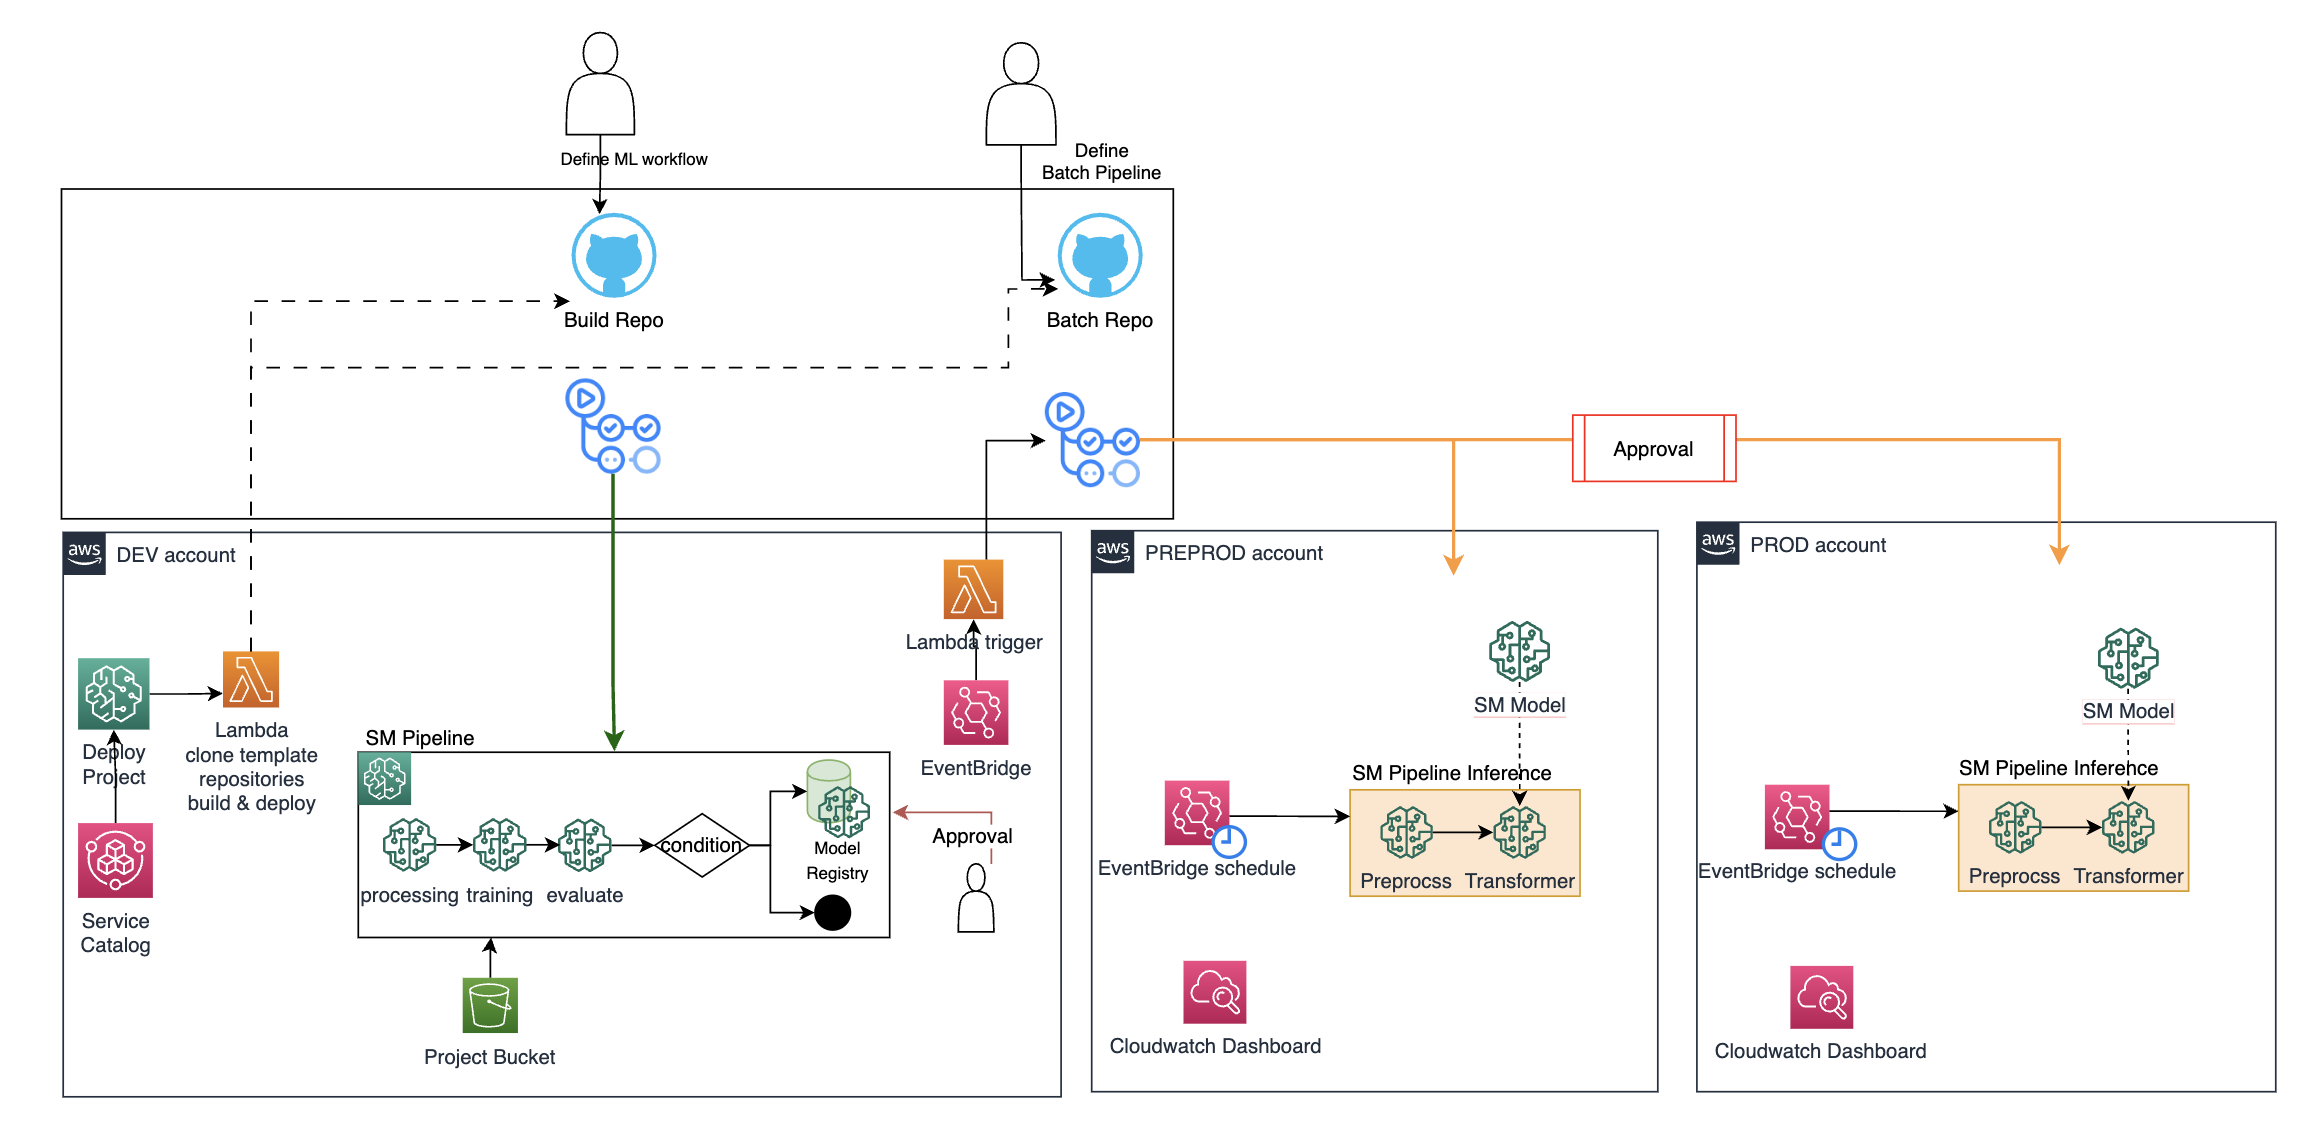 Define ML workflow
Define
Batch Pipeline
Build Repo
Batch Repo
Approval
aws
DEV account
aws
PREPROD account
aws
PROD account
Lambda trigger
Deploy
Project
Lambda
clone template
repositories
build & deploy
SM Pipeline
EventBridge
SM Model
SM Model
SM Pipeline Inference
SM Pipeline Inference
condition
Approval
Model
Registry
processing
training
evaluate
EventBridge schedule
Preprocss
Transformer
EventBridge schedule
Preprocss
Transformer
Service
Catalog
Project Bucket
Cloudwatch Dashboard
Cloudwatch Dashboard